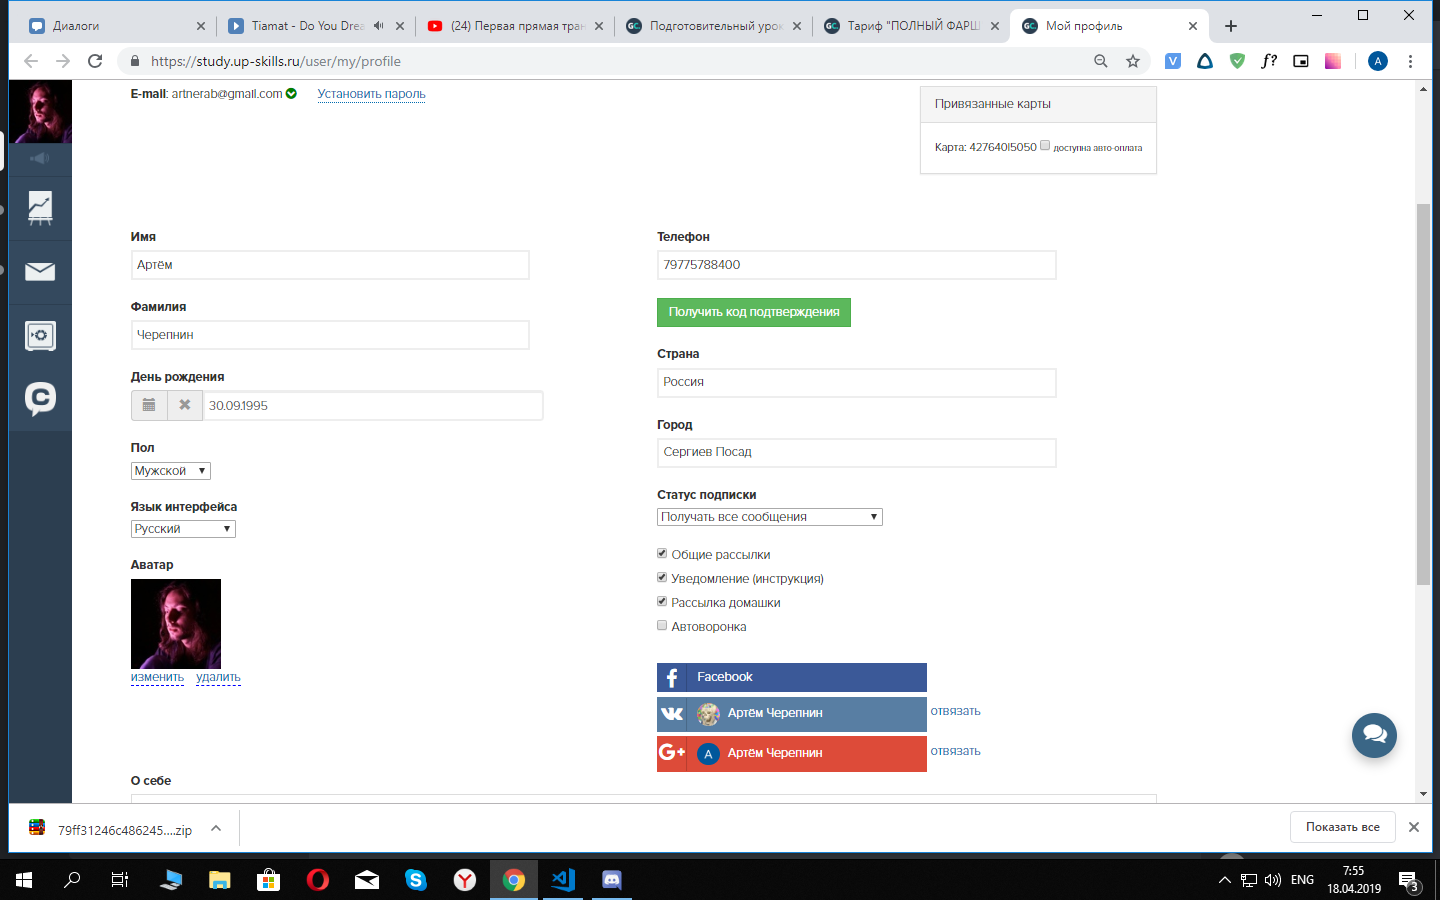 Диалоги
Tiamat - Do You Drea
(24) Первая прямая тран
Подготовительный урок
Тариф "ПОЛНЫЙ ФАРШ
Мой профиль
https://study.up-skills.ru/user/my/profile
E-mail: artnerab@gmail.com Установить пароль
Привязанные карты
Карта: 427640|5050 доступна авто-оплата
Имя
Артём
Фамилия
Черепнин
День рождения
30.09.1995
Пол
Мужской
Язык интерфейса
Русский
Аватар
изменить удалить
Телефон
79775788400
Получить код подтверждения
Страна
Россия
Город
Сергиев Посад
Статус подписки
Получать все сообщения
Общие рассылки
Уведомление (инструкция)
Рассылка домашки
Автоворонка
Facebook
Артём Черепнин отвязать
G+ А Артём Черепнин отвязать
О себе
79ff31246c486245....zip
Показать все
ENG
7:55
18.04.2019
3